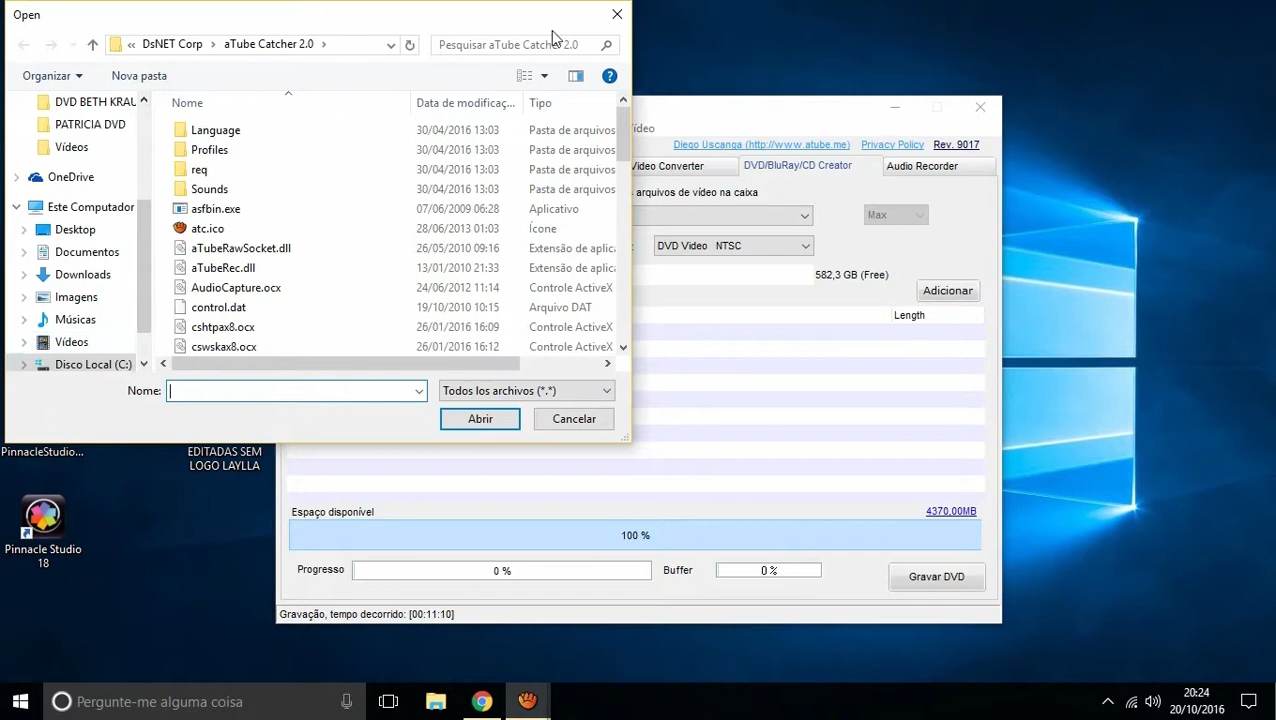 Open
« DsNET Corp › aTube Catcher 2.0 ›
Pesquisar aTube Catcher 2.0
Organizar
Nova pasta
DVD BETH KRAU
PATRICIA DVD
Vídeos
OneDrive
Este Computador
Desktop
Documentos
Downloads
Imagens
Músicas
Vídeos
Disco Local (C:)
Nome Data de modificaç... Tipo
Language 30/04/2016 13:03 Pasta de arquivos
Profiles 30/04/2016 13:03 Pasta de arquivos
req 30/04/2016 13:03 Pasta de arquivos
Sounds 30/04/2016 13:03 Pasta de arquivos
asfbin.exe 07/06/2009 06:28 Aplicativo
atc.ico 28/06/2013 01:03 Ícone
aTubeRawSocket.dll 26/05/2010 09:16 Extensão de aplica
aTubeRec.dll 13/01/2010 21:33 Extensão de aplica
AudioCapture.ocx 24/06/2012 11:14 Controle ActiveX
control.dat 19/10/2010 10:15 Arquivo DAT
cshtpax8.ocx 26/01/2016 16:09 Controle ActiveX
cswskax8.ocx 26/01/2016 16:12 Controle ActiveX
Nome:
Todos los archivos (*.*)
Abrir
Cancelar
ídeo
Diego Uscanga (http://www.atube.me) Privacy Policy Rev. 9017
Video Converter DVD/BluRay/CD Creator Audio Recorder
s arquivos de vídeo na caixa
Max
DVD Video NTSC
582,3 GB (Free)
Adicionar
Length
Espaço disponível
4370,00MB
100 %
Progresso 0 % Buffer 0 %
Gravar DVD
Gravação, tempo decorrido: [00:11:10]
PinnacleStudio...
EDITADAS SEM
LOGO LAYLLA
Pinnacle Studio
18
Pergunte-me alguma coisa
20:24
20/10/2016